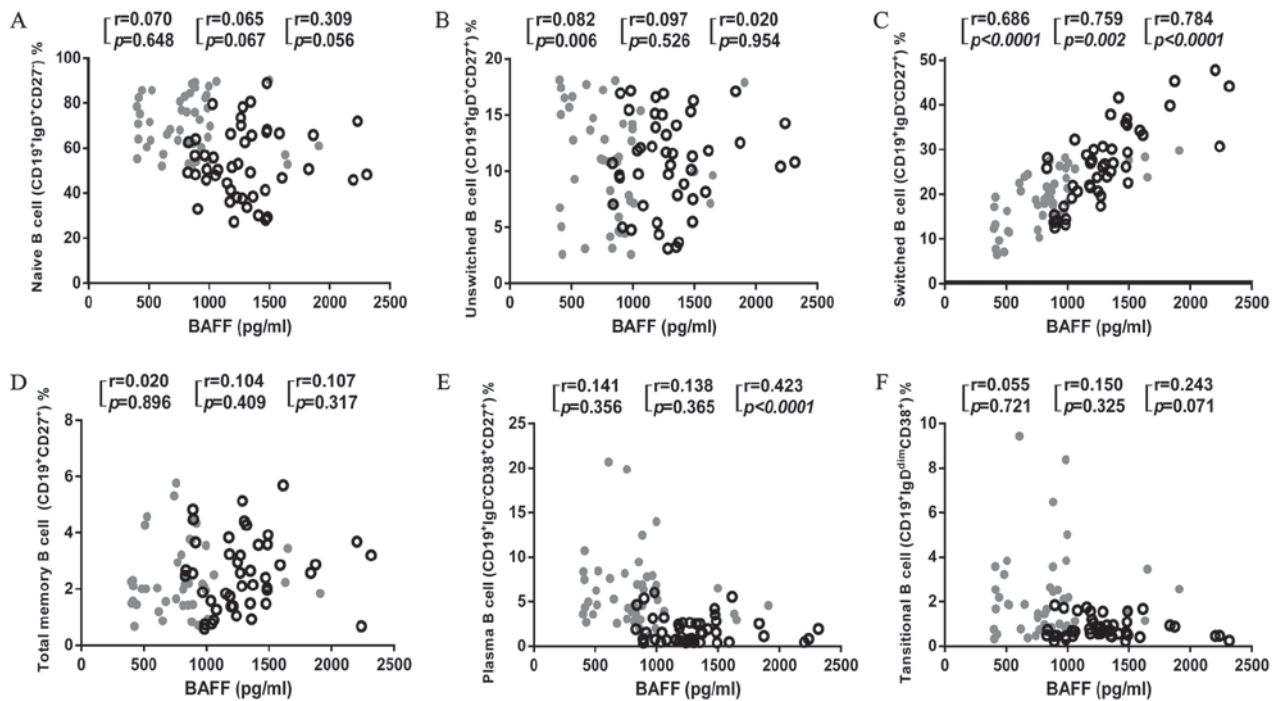 A
r=0.070 r=0.065 r=0.309
p=0.648 p=0.067 p=0.056
Naive B cell (CD19⁺IgD⁺CD27⁻) %
100
80
60
40
20
0
0 500 1000 1500 2000 2500
BAFF (pg/ml)
B
r=0.082 r=0.097 r=0.020
p=0.006 p=0.526 p=0.954
Unswitched B cell (CD19⁺IgD⁺CD27⁺) %
20
15
10
5
0
0 500 1000 1500 2000 2500
BAFF (pg/ml)
C
r=0.686 r=0.759 r=0.784
p<0.0001 p=0.002 p<0.0001
Switched B cell (CD19⁺IgD⁻CD27⁺) %
50
40
30
20
10
0
0 500 1000 1500 2000 2500
BAFF (pg/ml)
D
r=0.020 r=0.104 r=0.107
p=0.896 p=0.409 p=0.317
Total memory B cell (CD19⁺CD27⁺) %
8
6
4
2
0
0 500 1000 1500 2000 2500
BAFF (pg/ml)
E
r=0.141 r=0.138 r=0.423
p=0.356 p=0.365 p<0.0001
Plasma B cell (CD19⁺IgD⁻CD38⁺CD27⁺) %
25
20
15
10
5
0
0 500 1000 1500 2000 2500
BAFF (pg/ml)
F
r=0.055 r=0.150 r=0.243
p=0.721 p=0.325 p=0.071
Tansitional B cell (CD19⁺IgDᵈⁱᵐCD38⁺) %
10
8
6
4
2
0
0 500 1000 1500 2000 2500
BAFF (pg/ml)